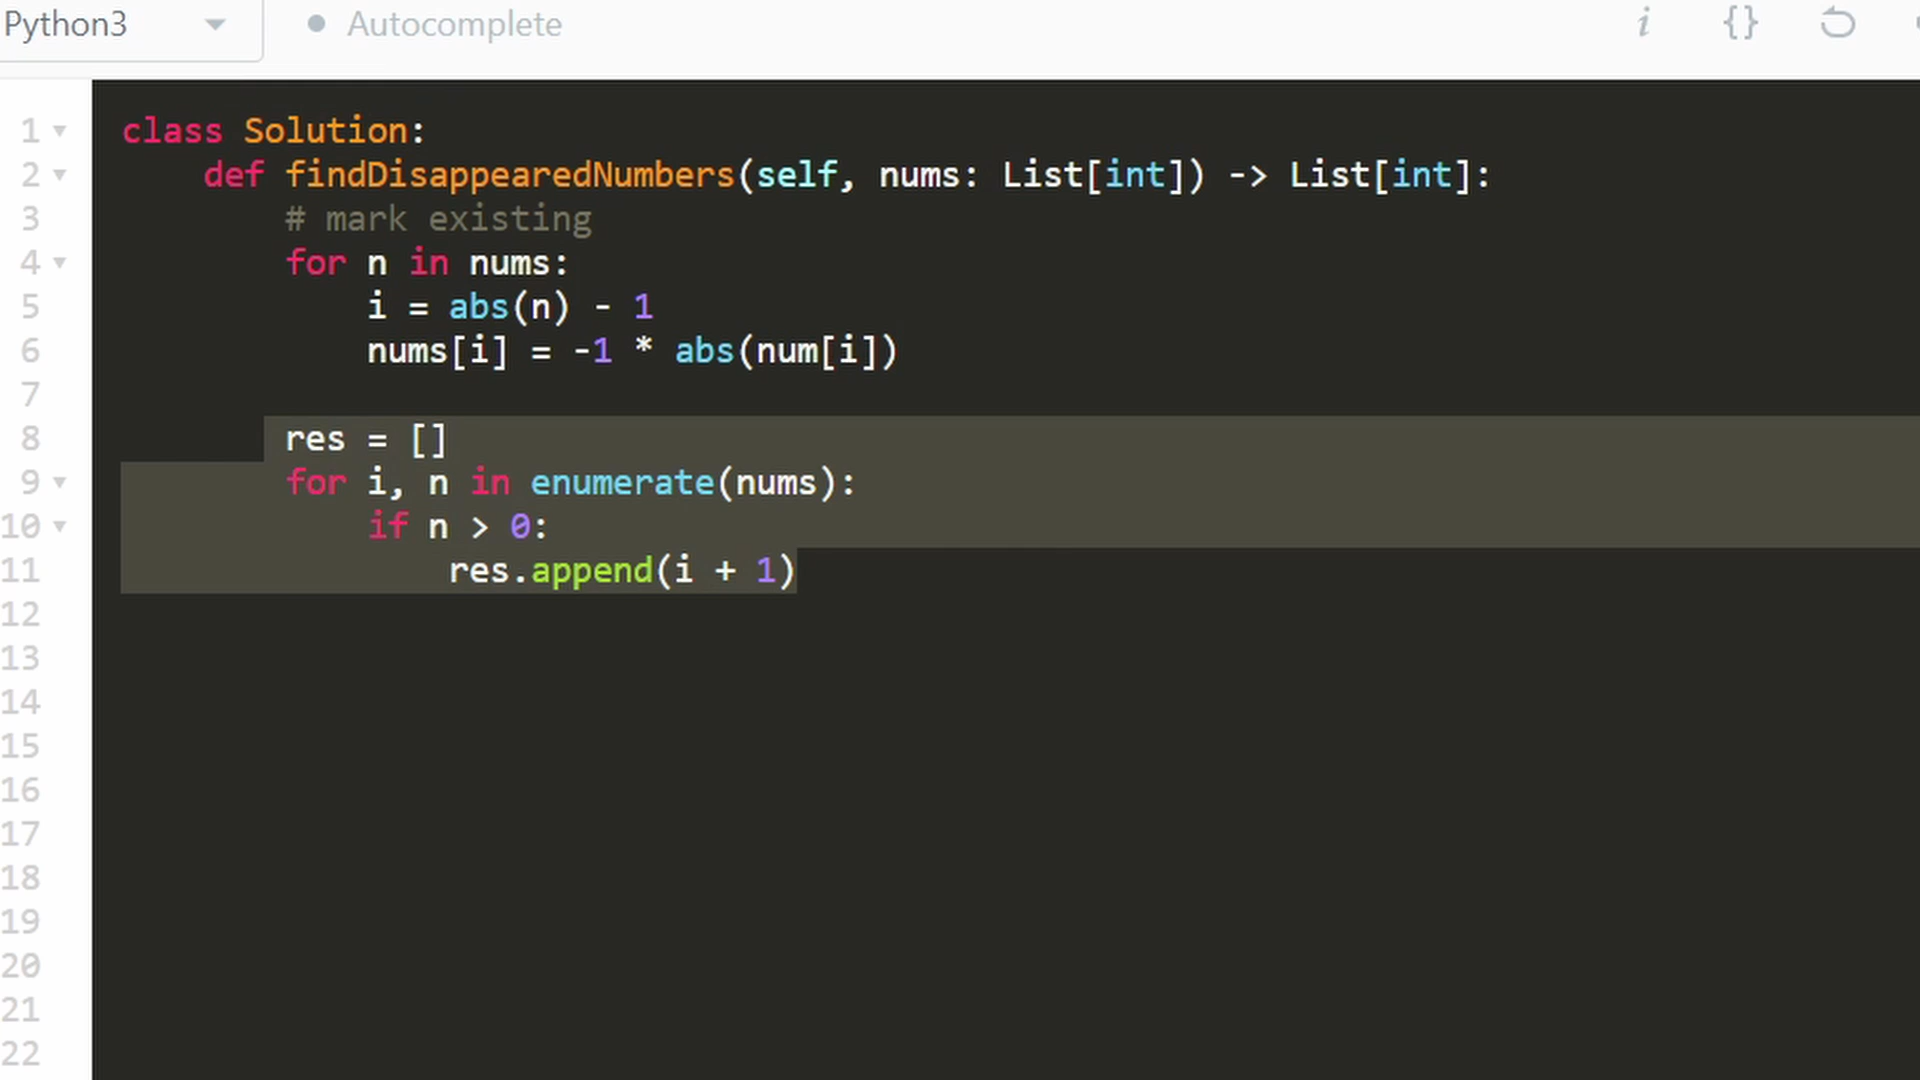 Python3
Autocomplete
i {}
1 class Solution:
2 def findDisappearedNumbers(self, nums: List[int]) -> List[int]:
3 # mark existing
4 for n in nums:
5 i = abs(n) - 1
6 nums[i] = -1 * abs(num[i])
7
8 res = []
9 for i, n in enumerate(nums):
10 if n > 0:
11 res.append(i + 1)
12
13
14
15
16
17
18
19
20
21
22